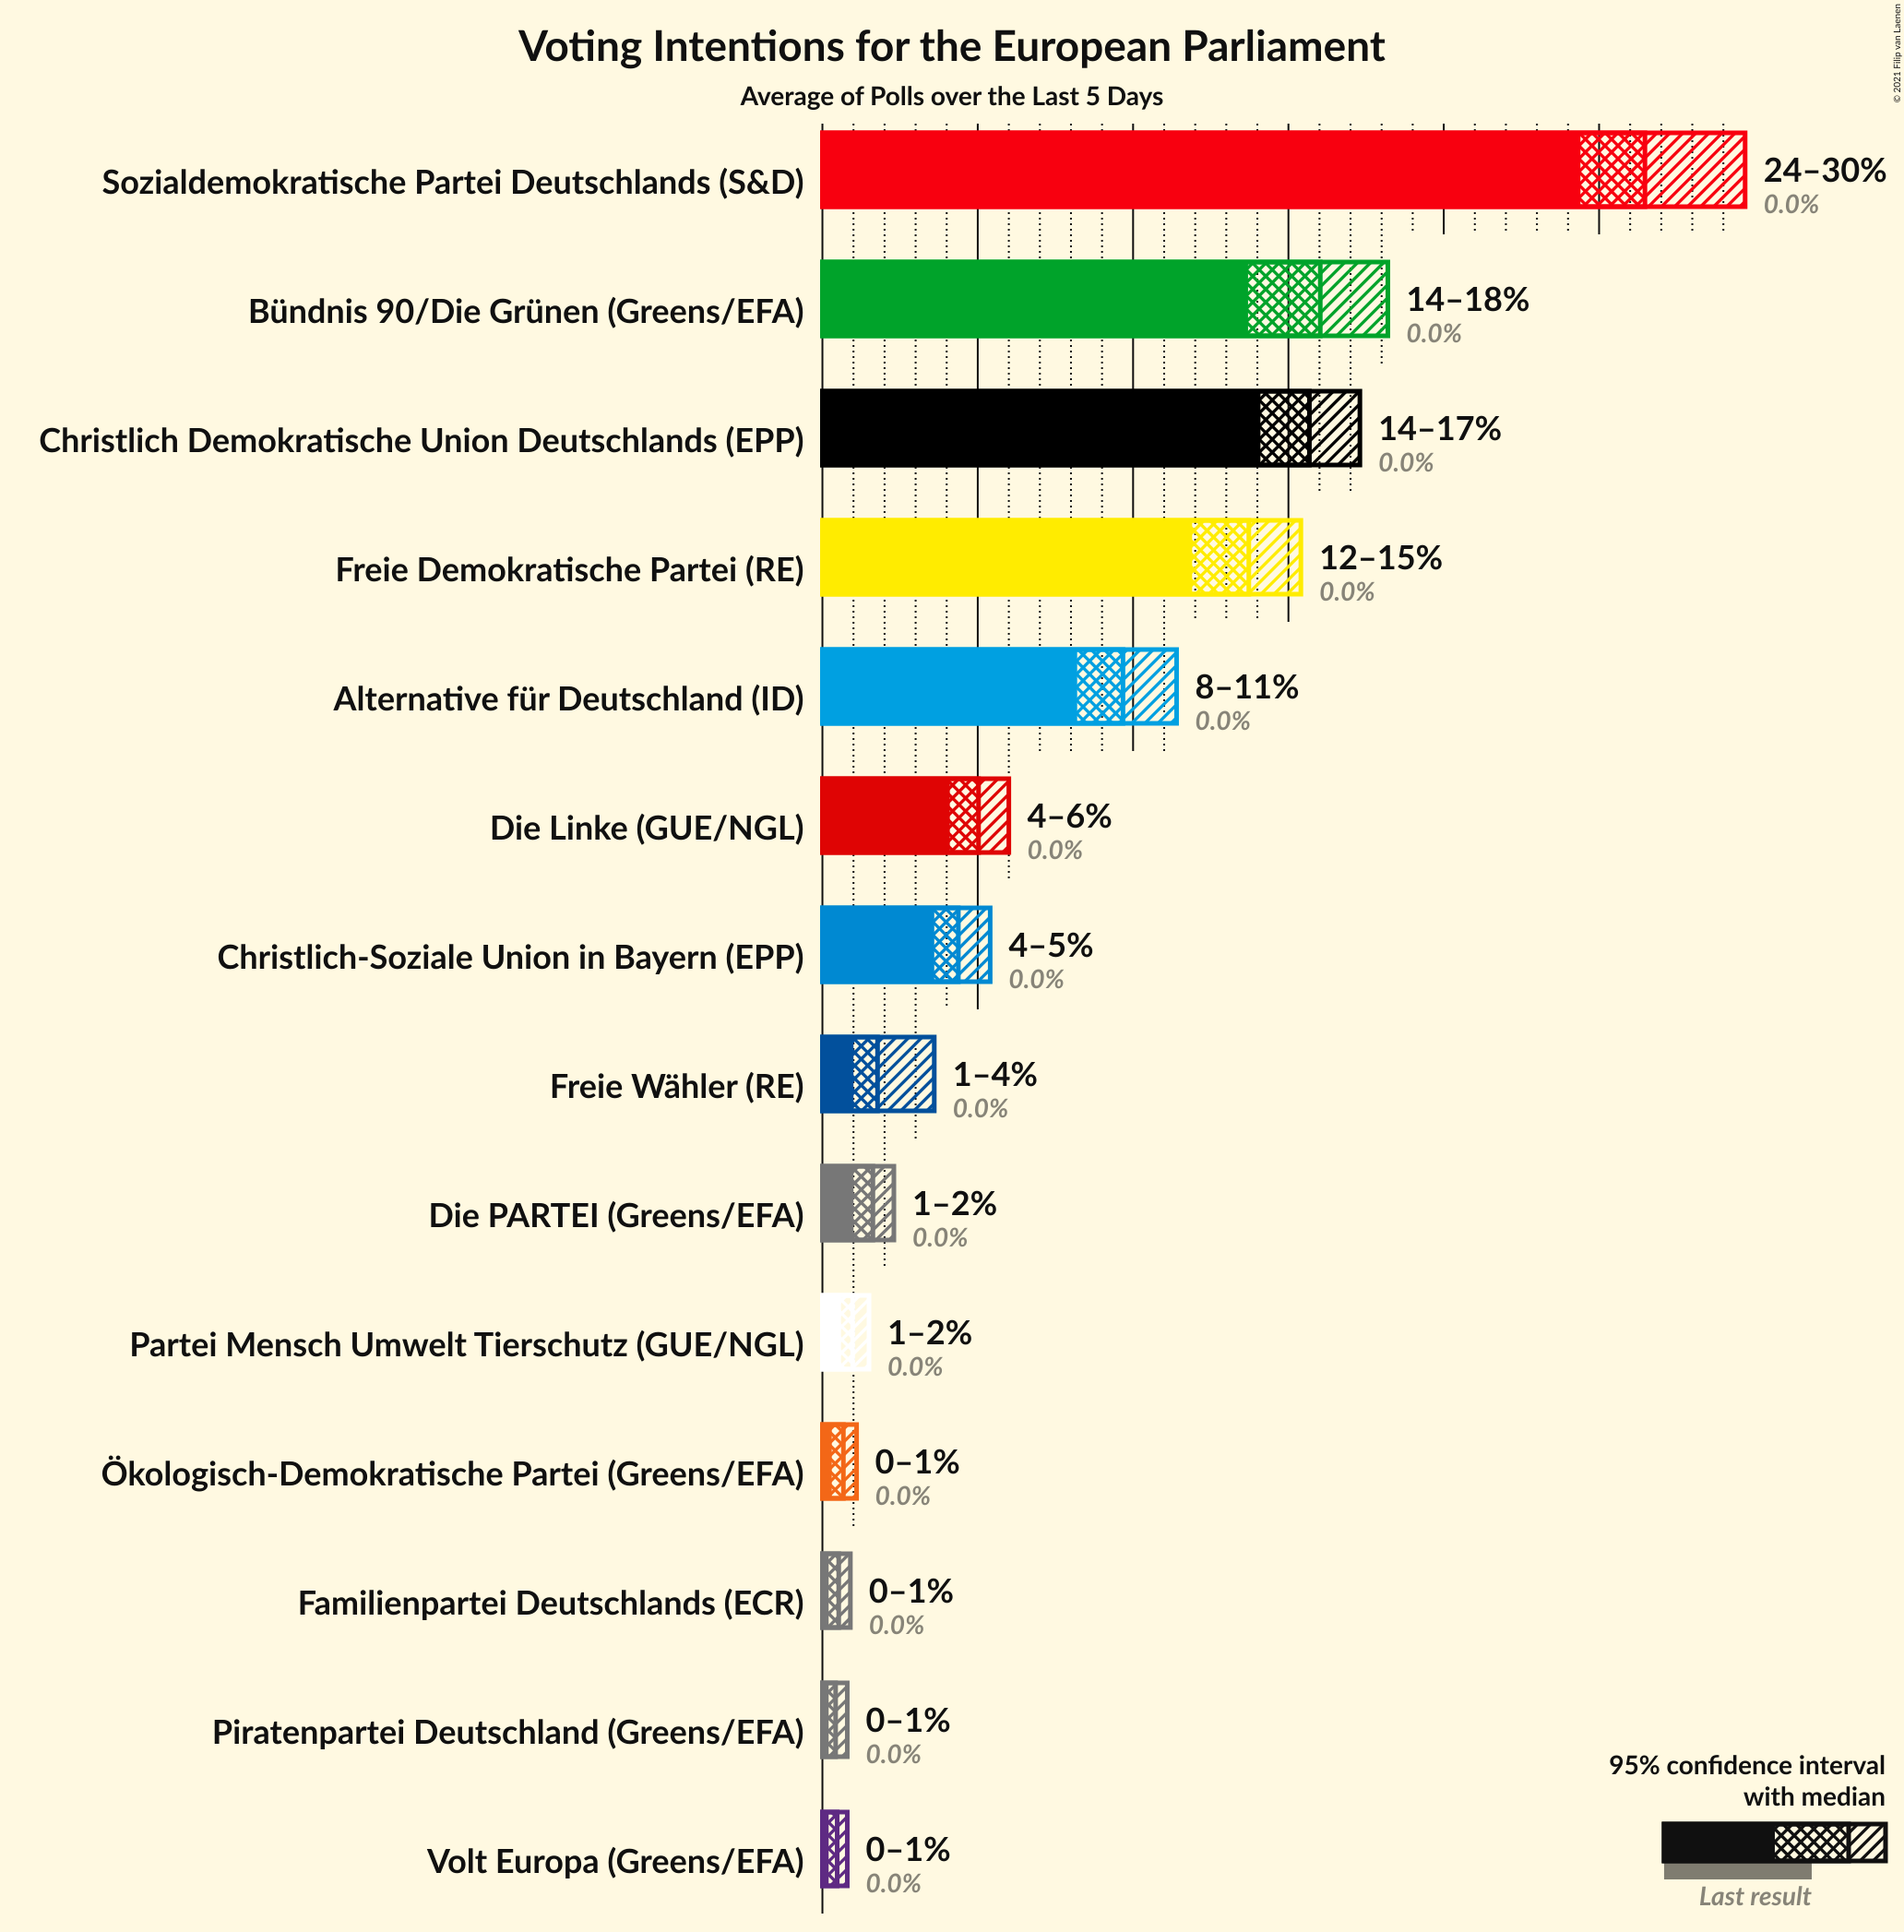 © 2021 Filip van Laenen
Voting Intentions for the European Parliament
Average of Polls over the Last 5 Days
Sozialdemokratische Partei Deutschlands (S&D)
24–30%
0.0%
Bündnis 90/Die Grünen (Greens/EFA)
14–18%
0.0%
Christlich Demokratische Union Deutschlands (EPP)
14–17%
0.0%
Freie Demokratische Partei (RE)
12–15%
0.0%
Alternative für Deutschland (ID)
8–11%
0.0%
Die Linke (GUE/NGL)
4–6%
0.0%
Christlich-Soziale Union in Bayern (EPP)
4–5%
0.0%
Freie Wähler (RE)
1–4%
0.0%
Die PARTEI (Greens/EFA)
1–2%
0.0%
Partei Mensch Umwelt Tierschutz (GUE/NGL)
1–2%
0.0%
Ökologisch-Demokratische Partei (Greens/EFA)
0–1%
0.0%
Familienpartei Deutschlands (ECR)
0–1%
0.0%
Piratenpartei Deutschland (Greens/EFA)
0–1%
0.0%
Volt Europa (Greens/EFA)
0–1%
0.0%
95% confidence interval
with median
Last result